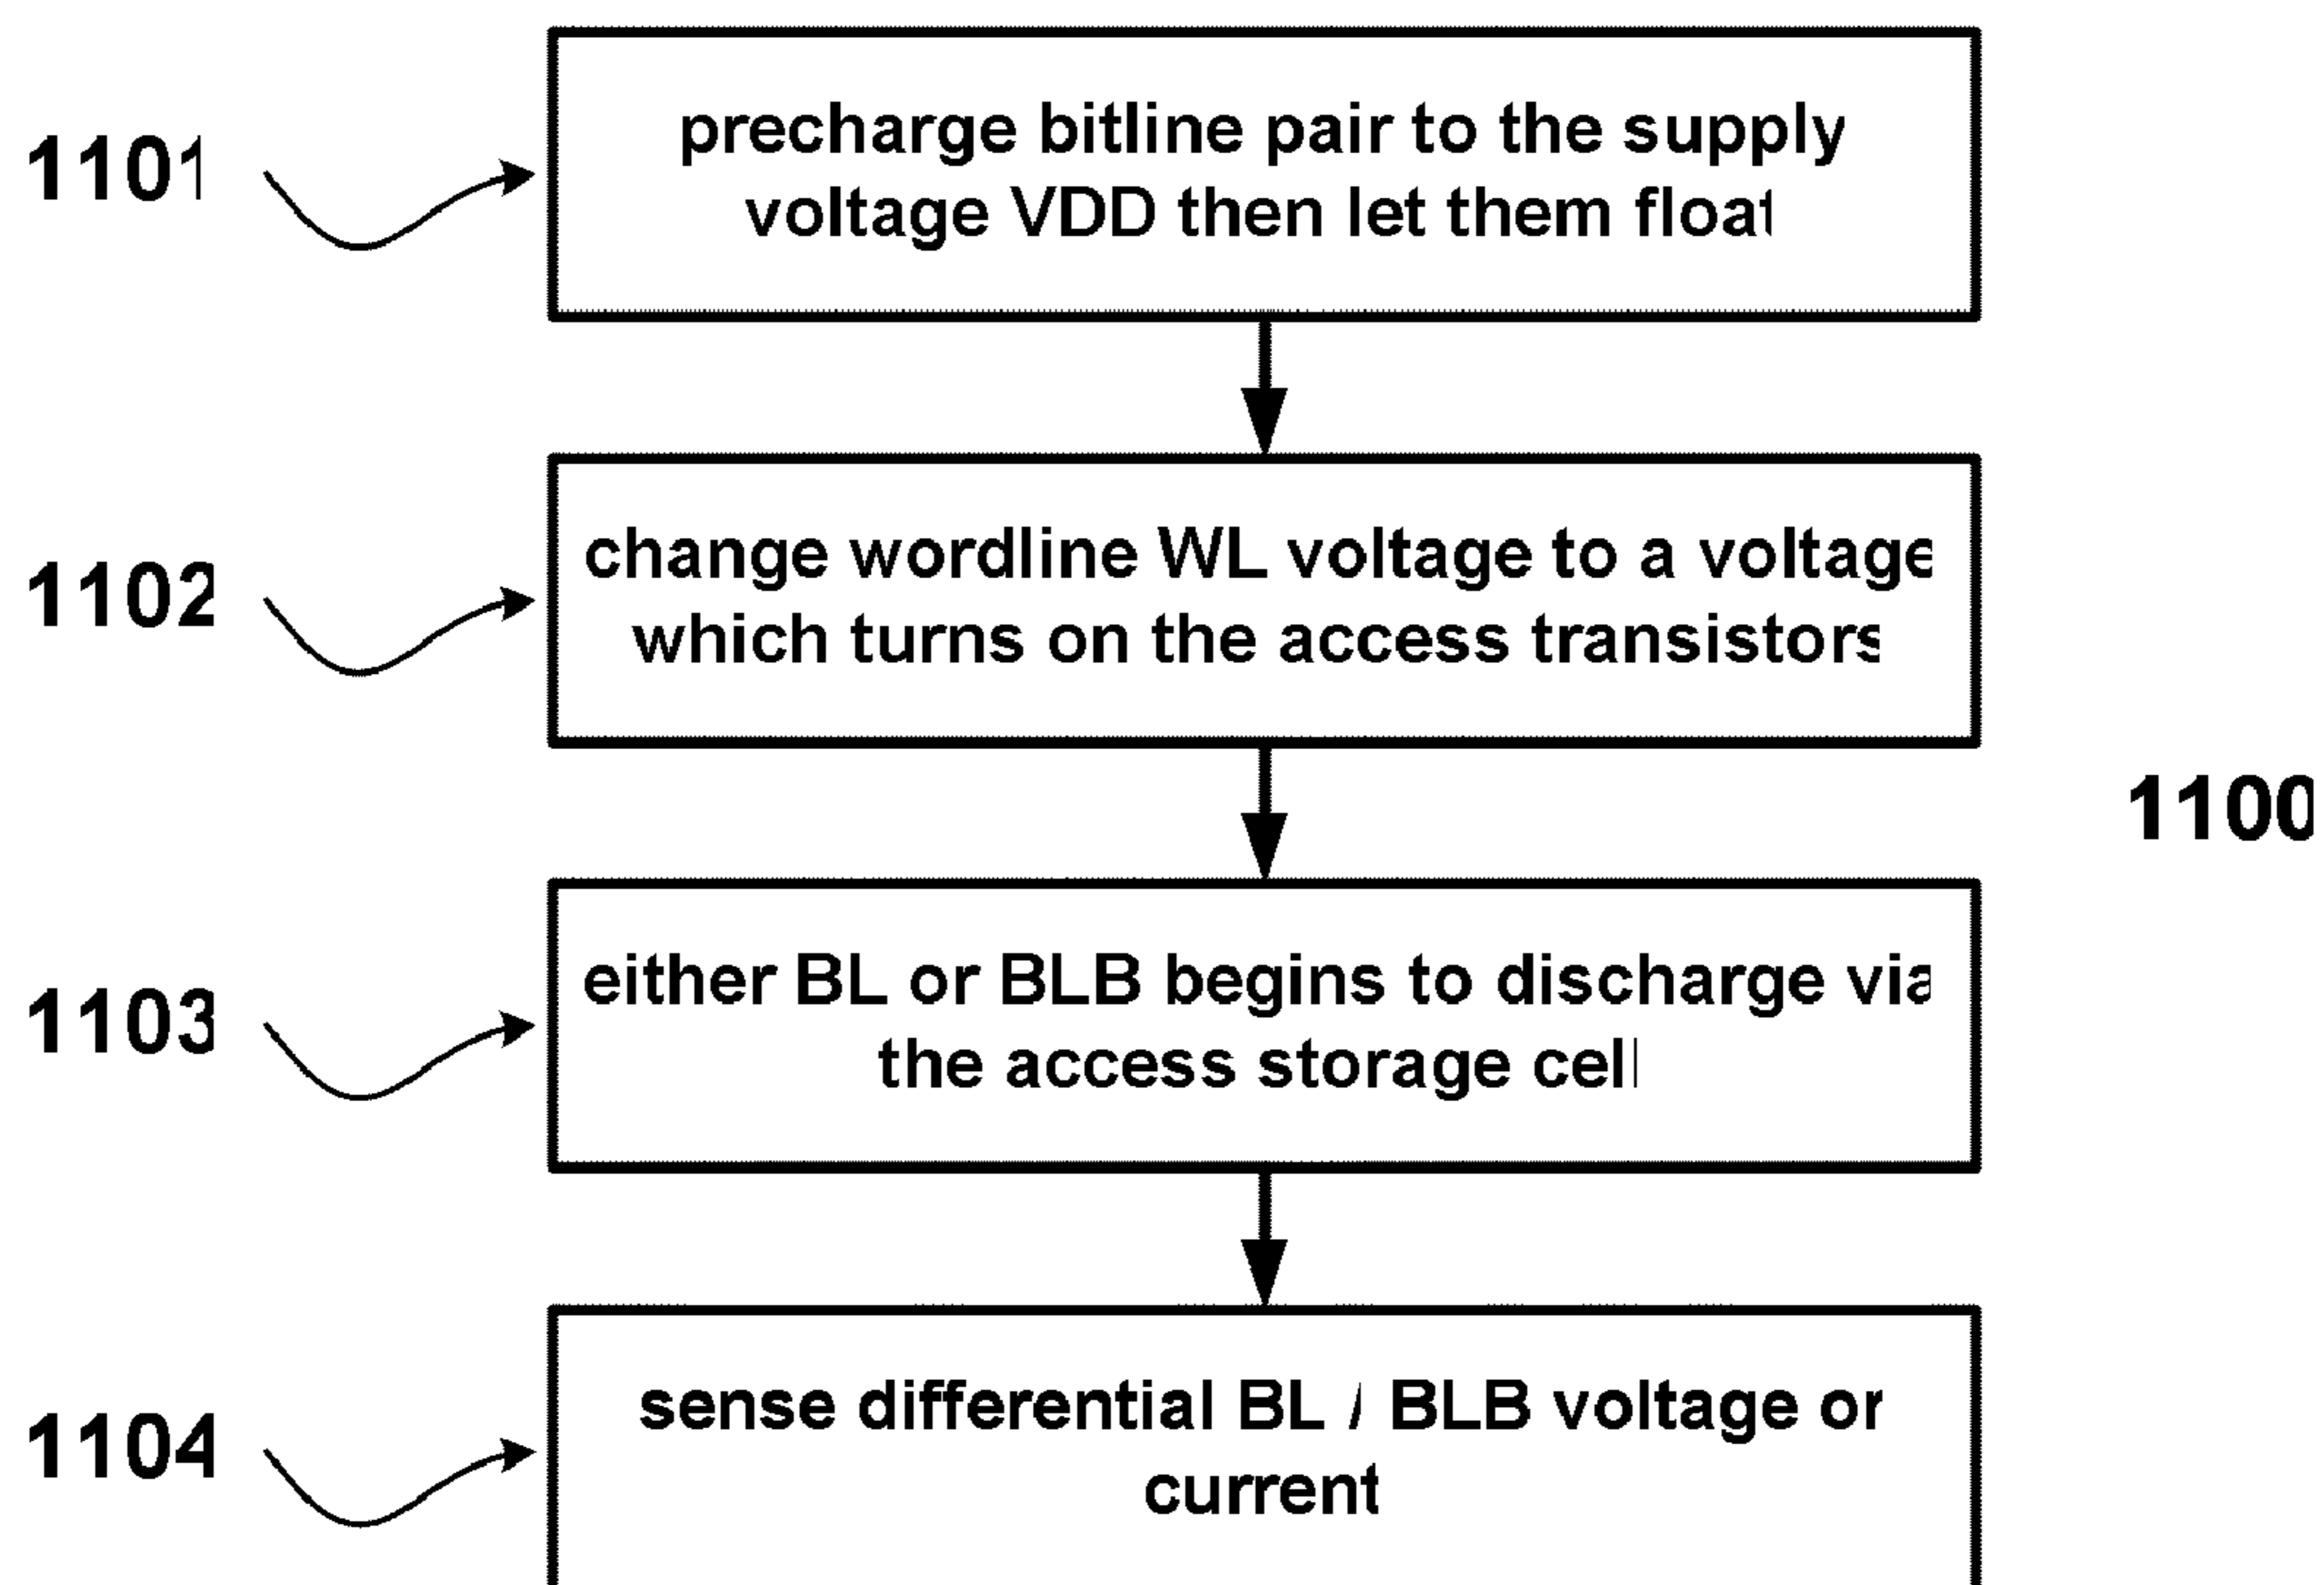 1101
precharge bitline pair to the supply
voltage VDD then let them float
1102
change wordline WL voltage to a voltage
which turns on the access transistors
1100
1103
either BL or BLB begins to discharge via
the access storage cell
1104
sense differential BL / BLB voltage or
current